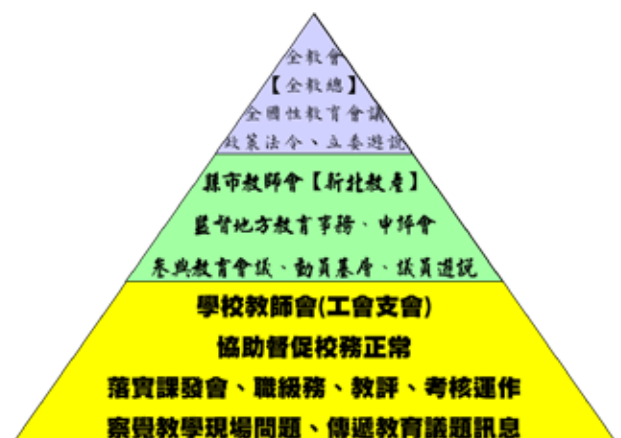 全教會
【全教總】
全國性教育會議
政策法令、立委遊說
縣市教師會【新北教產】
監督地方教育事務、申評會
參與教育會議、動員基層、議員遊說
學校教師會(工會支會)
協助督促校務正常
落實課發會、職級務、教評、考核運作
察覺教學現場問題、傳遞教育議題訊息